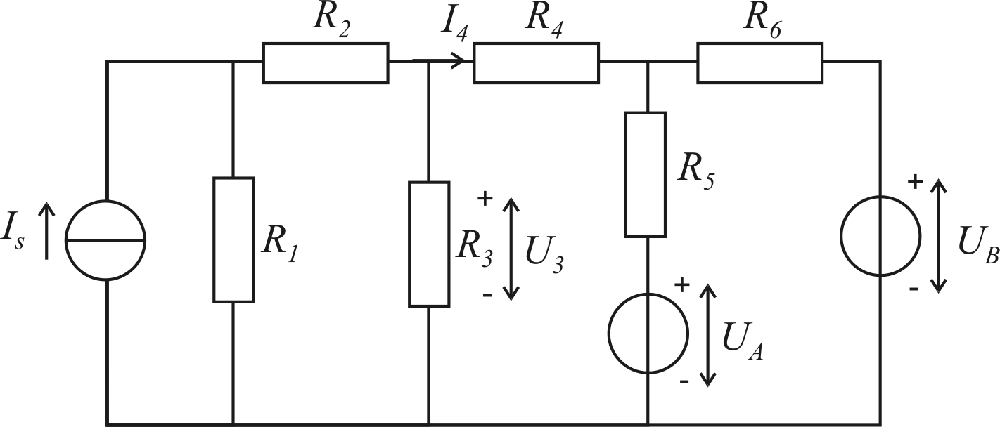 R2
I4
R4
R6
Is
R1
R3
+
U3
-
R5
+
UA
-
+
UB
-